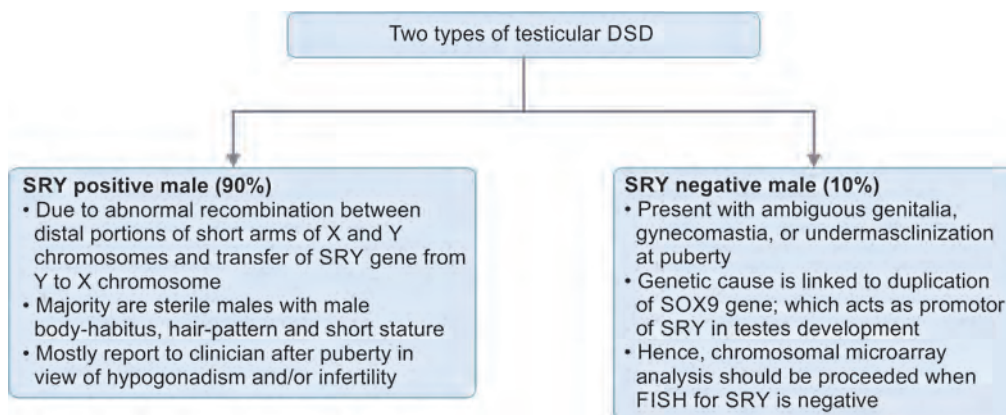 Two types of testicular DSD
SRY positive male (90%)
• Due to abnormal recombination between
distal portions of short arms of X and Y
chromosomes and transfer of SRY gene from
Y to X chromosome
• Majority are sterile males with male
body-habitus, hair-pattern and short stature
• Mostly report to clinician after puberty in
view of hypogonadism and/or infertility
SRY negative male (10%)
• Present with ambiguous genitalia,
gynecomastia, or undermasclinization
at puberty
• Genetic cause is linked to duplication
of SOX9 gene; which acts as promotor
of SRY in testes development
• Hence, chromosomal microarray
analysis should be proceeded when
FISH for SRY is negative